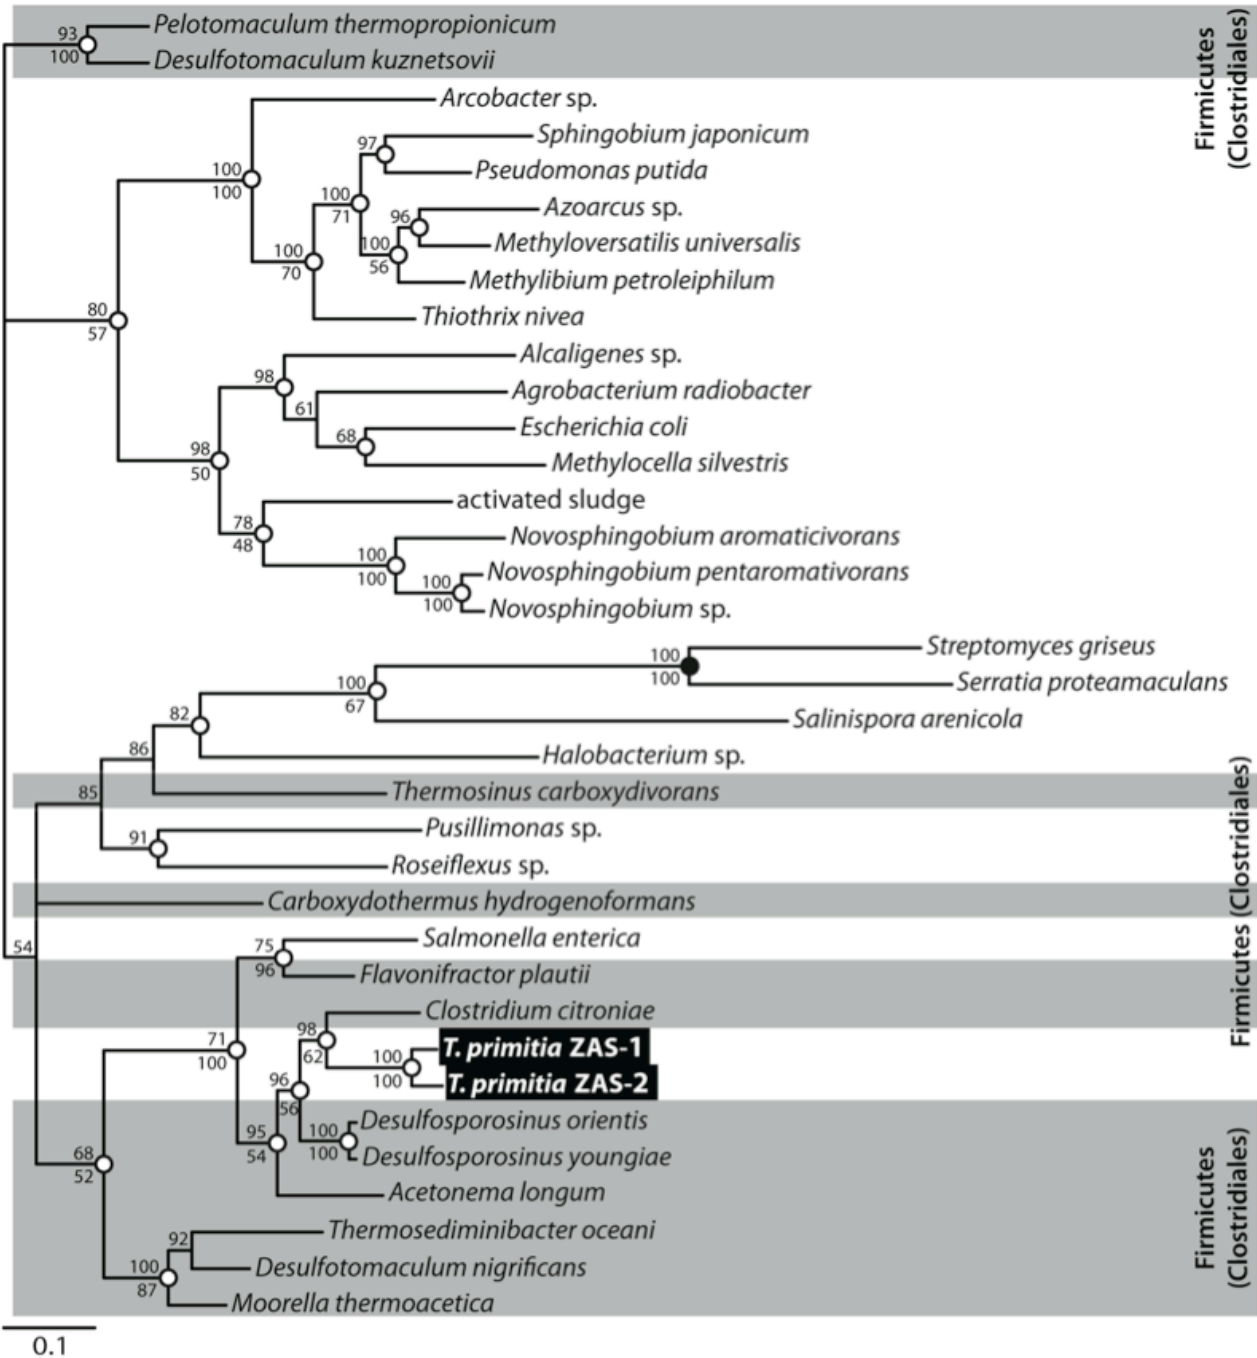 93
Pelotomaculum thermopropionicum
100
Desulfotomaculum kuznetsovii
Firmicutes
(Clostridiales)
Arcobacter sp.
97
Sphingobium japonicum
Pseudomonas putida
100
100
100
71
96
Azoarcus sp.
Methyloversatilis universalis
100
56
Methylibium petroleiphilum
100
70
Thiothrix nivea
80
57
Alcaligenes sp.
98
Agrobacterium radiobacter
61
Escherichia coli
68
Methylocella silvestris
98
50
activated sludge
78
48
Novosphingobium aromaticivorans
100
100
Novosphingobium pentaromativorans
100
100
Novosphingobium sp.
Streptomyces griseus
100
100
Serratia proteamaculans
100
67
Salinispora arenicola
82
Halobacterium sp.
86
Thermosinus carboxydivorans
85
Pusillimonas sp.
91
Roseiflexus sp.
Carboxydothermus hydrogenoformans
Firmicutes (Clostridiales)
54
Salmonella enterica
75
96
Flavonifractor plautii
Clostridium citroniae
98
62
T. primitia ZAS-1
100
100
T. primitia ZAS-2
71
100
96
56
Desulfosporosinus orientis
100
100
Desulfosporosinus youngiae
95
54
Acetonema longum
68
52
Thermosediminibacter oceani
92
Desulfotomaculum nigrificans
100
87
Moorella thermoacetica
Firmicutes
(Clostridiales)
0.1